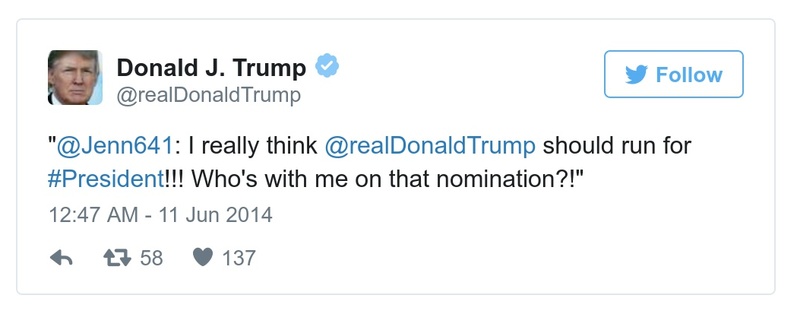 Donald J. Trump
@realDonaldTrump
Follow
"@Jenn641: I really think @realDonaldTrump should run for
#President!!! Who's with me on that nomination?!"
12:47 AM - 11 Jun 2014
58 137